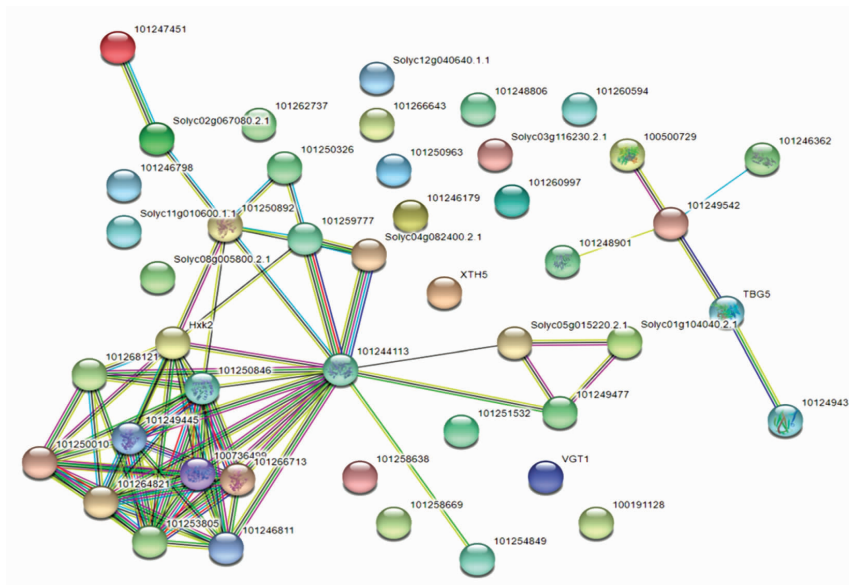 101247451
Solyc12g040640.1.1
101262737
101266643
101248806
101260594
Solyc02g067080.2.1
Solyc03g116230.2.1
100500729
101246362
101250326
101250963
101246798
101260997
Solyc11g010600.1.1
101250892
101246179
101249542
101259777
Solyc04g082400.2.1
101248901
Solyc08g005800.2.1
XTH5
TBG5
Hxk2
Solyc05g015220.2.1
Solyc01g104040.2.1
101268121
101250846
101244113
101249477
10124943
101249445
101251532
101250010
100736499
101266713
101264821
101258638
VGT1
101253805
101246811
101258669
100191128
101254849